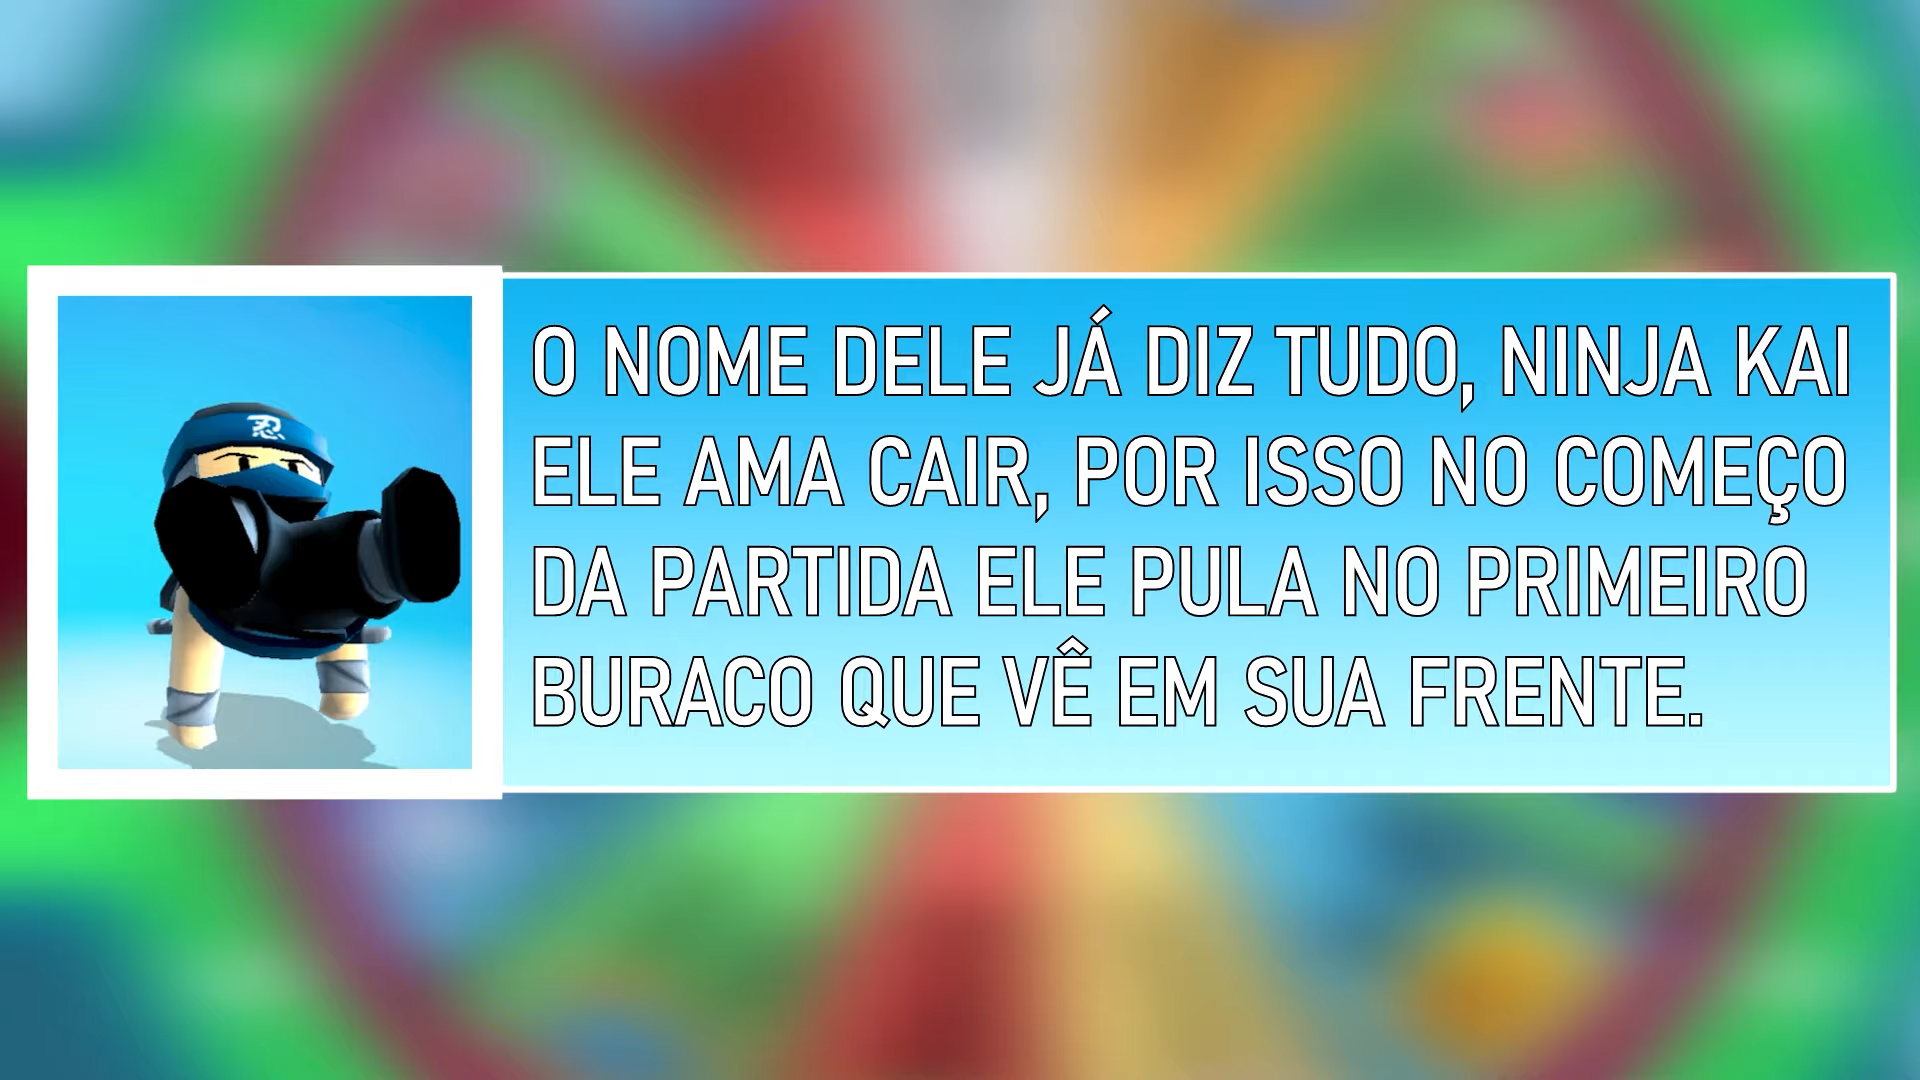 忍
O NOME DELE JÁ DIZ TUDO, NINJA KAI
ELE AMA CAIR, POR ISSO NO COMEÇO
DA PARTIDA ELE PULA NO PRIMEIRO
BURACO QUE VÊ EM SUA FRENTE.